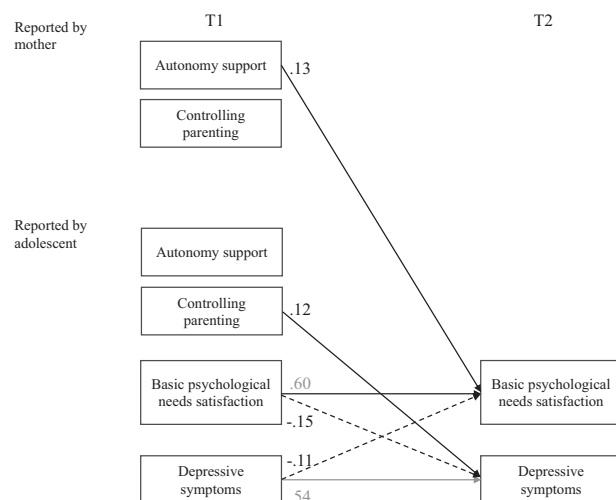 T1
T2
Reported by
mother
Autonomy support
.13
Controlling
parenting
Reported by
adolescent
Autonomy support
Controlling
parenting
.12
Basic psychological
needs satisfaction
.60
-.15
Basic psychological
needs satisfaction
-.11
Depressive
symptoms
.54
Depressive
symptoms